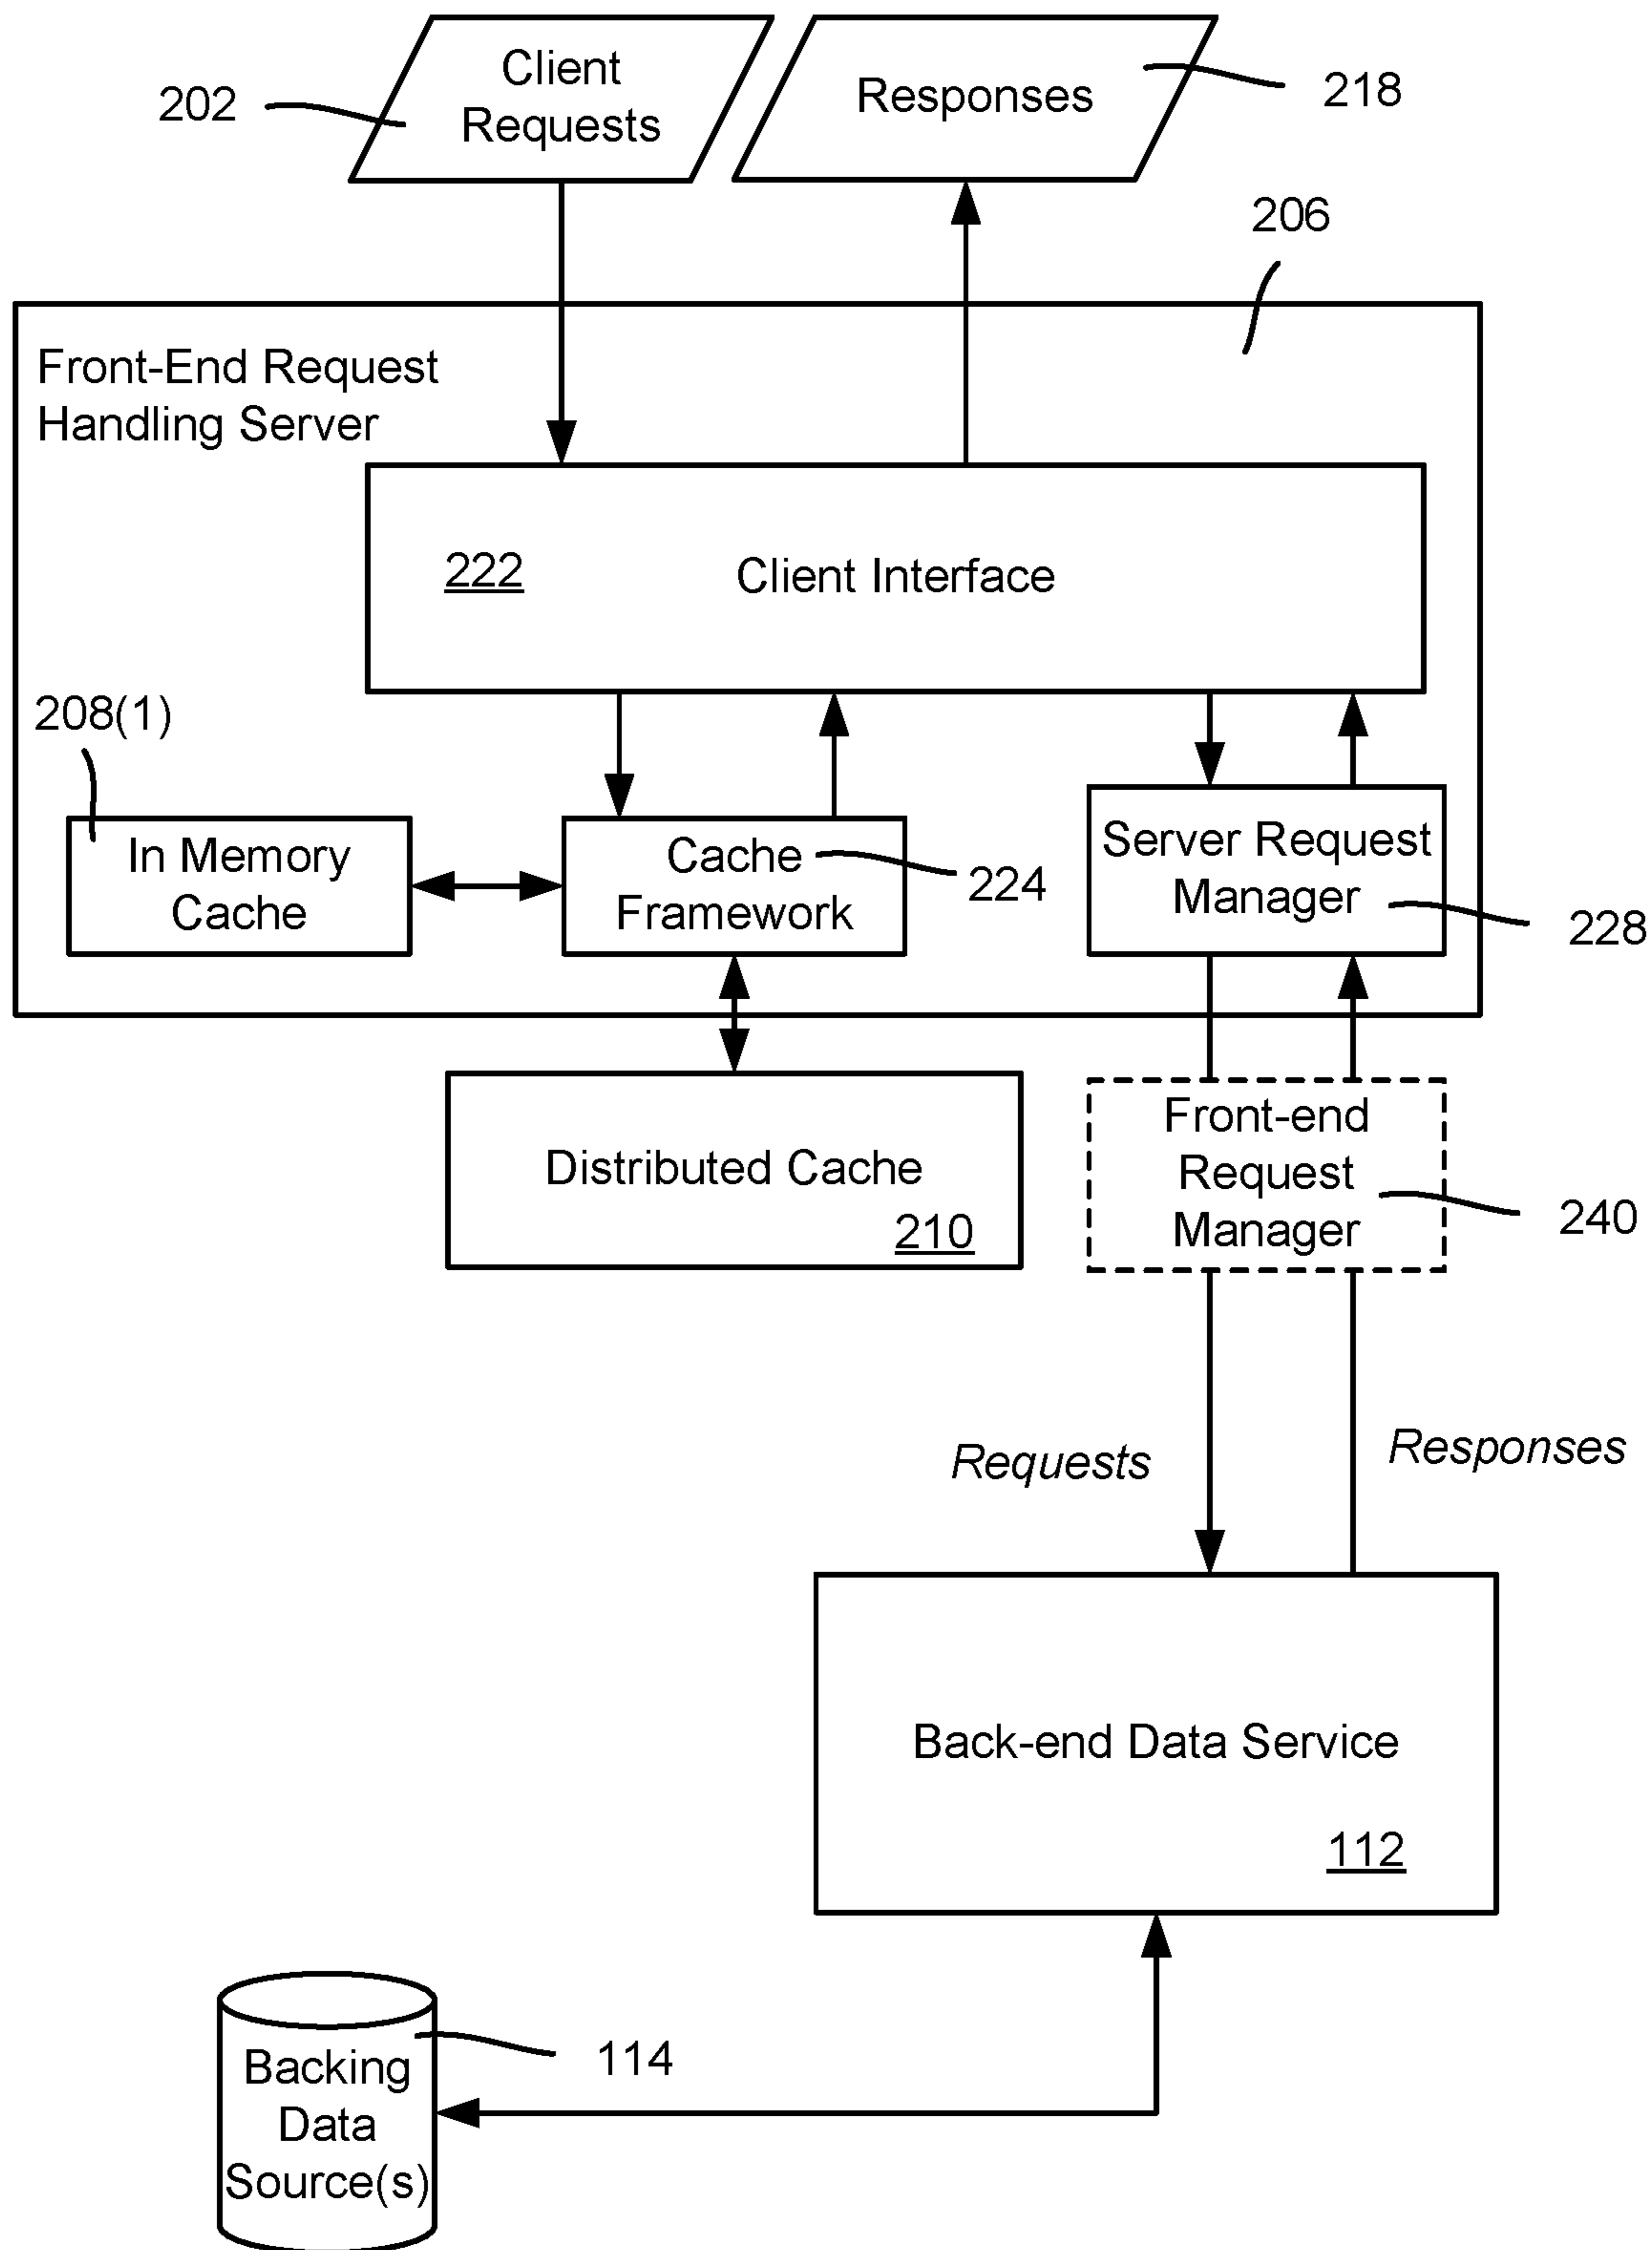 Client
Requests
202
Responses
218
206
Front-End Request
Handling Server
222
Client Interface
208(1)
In Memory
Cache
Cache
Framework
224
Server Request
Manager
228
Distributed Cache
210
Front-end
Request
Manager
240
Requests
Responses
Back-end Data Service
112
Backing
Data
Source(s)
114